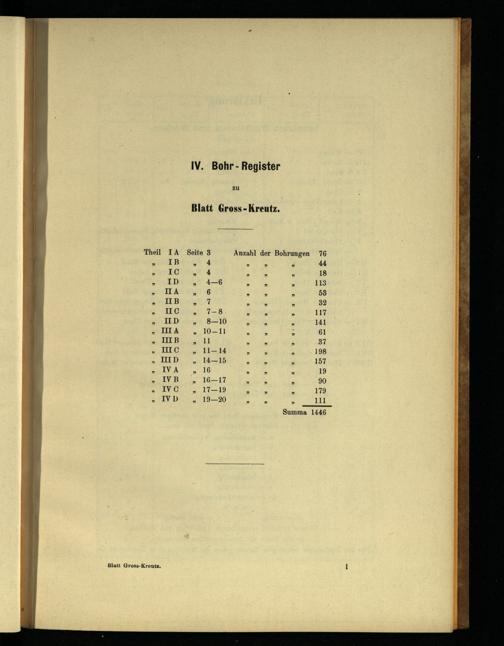 IV. Bohr-Register
zu
Blatt Gross-Kreutz.
Theil I A Seite 3 Anzahl der Bohrungen 76
„ I B „ 4 „ „ „ 44
„ I C „ 4 „ „ „ 18
„ I D „ 4—6 „ „ „ 113
„ II A „ 6 „ „ „ 53
„ II B „ 7 „ „ „ 32
„ II C „ 7–8 „ „ „ 117
„ II D „ 8—10 „ „ „ 141
„ III A „ 10–11 „ „ „ 61
„ III B „ 11 „ „ „ 37
„ III C „ 11–14 „ „ „ 198
„ III D „ 14—15 „ „ „ 157
„ IV A „ 16 „ „ „ 19
„ IV B „ 16—17 „ „ „ 90
„ IV C „ 17—19 „ „ „ 179
„ IV D „ 19—20 „ „ „ 111
Summa 1446
Blatt Gross-Kreutz. 1